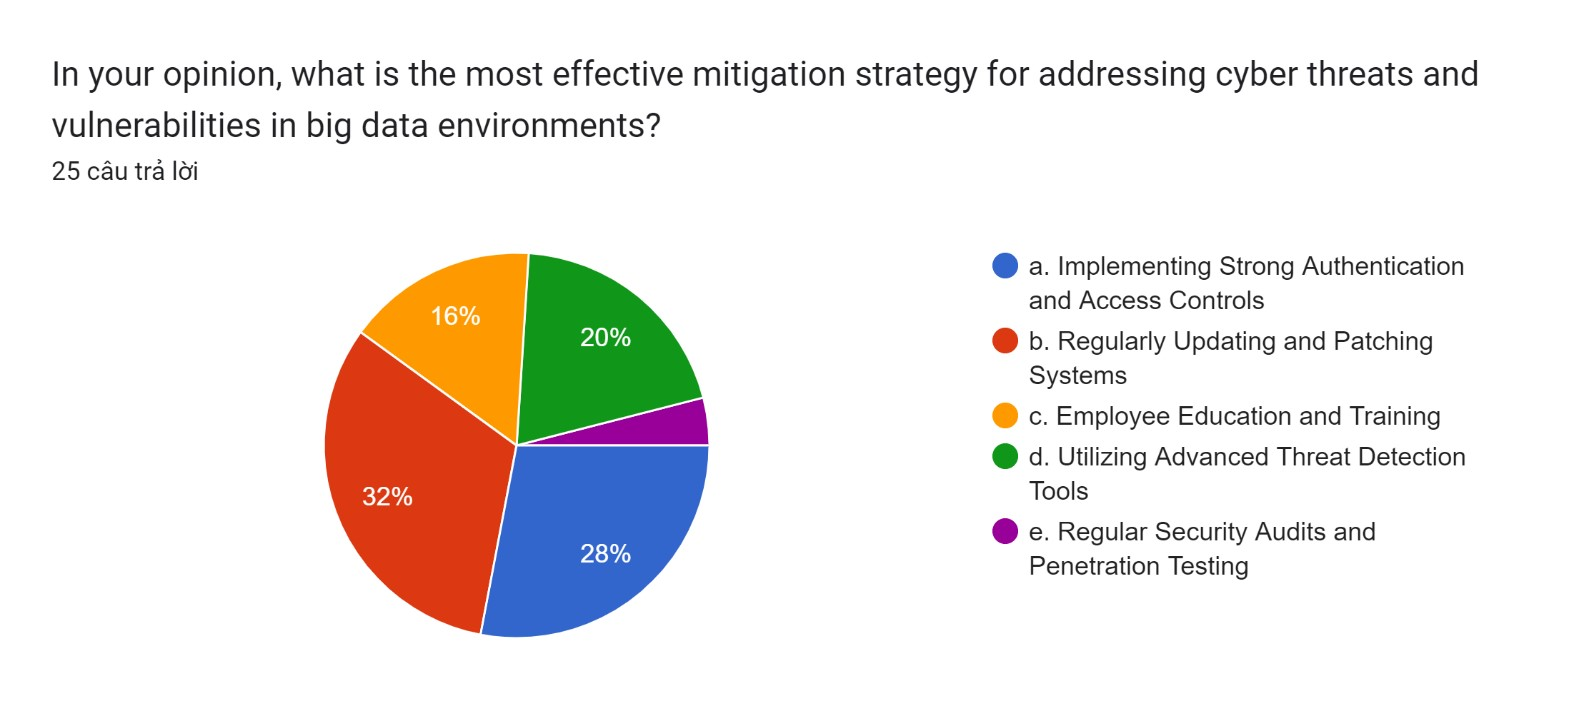 In your opinion, what is the most effective mitigation strategy for addressing cyber threats and
vulnerabilities in big data environments?
25 câu trả lời
16%
20%
32%
28%
a. Implementing Strong Authentication
and Access Controls
b. Regularly Updating and Patching
Systems
c. Employee Education and Training
d. Utilizing Advanced Threat Detection
Tools
e. Regular Security Audits and
Penetration Testing